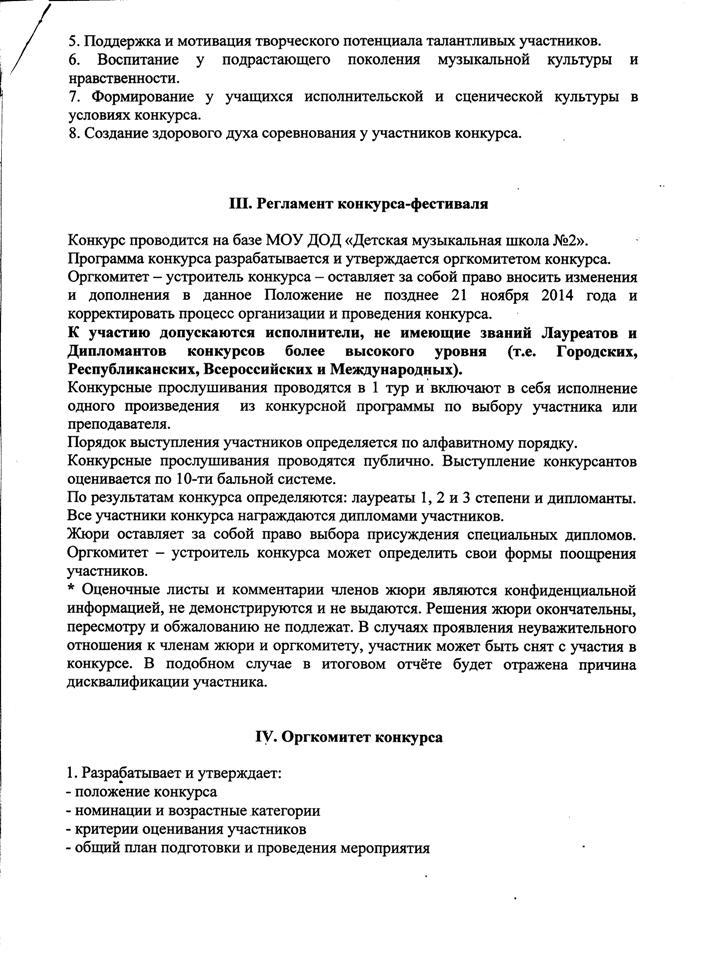 5. Поддержка и мотивация творческого потенциала талантливых участников.
6. Воспитание у подрастающего поколения музыкальной культуры и
нравственности.
7. Формирование у учащихся исполнительской и сценической культуры в
условиях конкурса.
8. Создание здорового духа соревнования у участников конкурса.
III. Регламент конкурса-фестиваля
Конкурс проводится на базе МОУ ДОД «Детская музыкальная школа №2».
Программа конкурса разрабатывается и утверждается оргкомитетом конкурса.
Оргкомитет – устроитель конкурса – оставляет за собой право вносить изменения
и дополнения в данное Положение не позднее 21 ноября 2014 года и
корректировать процесс организации и проведения конкурса.
К участию допускаются исполнители, не имеющие званий Лауреатов и
Дипломантов конкурсов более высокого уровня (т.е. Городских,
Республиканских, Всероссийских и Международных).
Конкурсные прослушивания проводятся в 1 тур и включают в себя исполнение
одного произведения из конкурсной программы по выбору участника или
преподавателя.
Порядок выступления участников определяется по алфавитному порядку.
Конкурсные прослушивания проводятся публично. Выступление конкурсантов
оценивается по 10-ти бальной системе.
По результатам конкурса определяются: лауреаты 1, 2 и 3 степени и дипломанты.
Все участники конкурса награждаются дипломами участников.
Жюри оставляет за собой право выбора присуждения специальных дипломов.
Оргкомитет – устроитель конкурса может определить свои формы поощрения
участников.
* Оценочные листы и комментарии членов жюри являются конфиденциальной
информацией, не демонстрируются и не выдаются. Решения жюри окончательны,
пересмотру и обжалованию не подлежат. В случаях проявления неуважительного
отношения к членам жюри и оргкомитету, участник может быть снят с участия в
конкурсе. В подобном случае в итоговом отчёте будет отражена причина
дисквалификации участника.
IV. Оргкомитет конкурса
1. Разрабатывает и утверждает:
- положение конкурса
- номинации и возрастные категории
- критерии оценивания участников
- общий план подготовки и проведения мероприятия